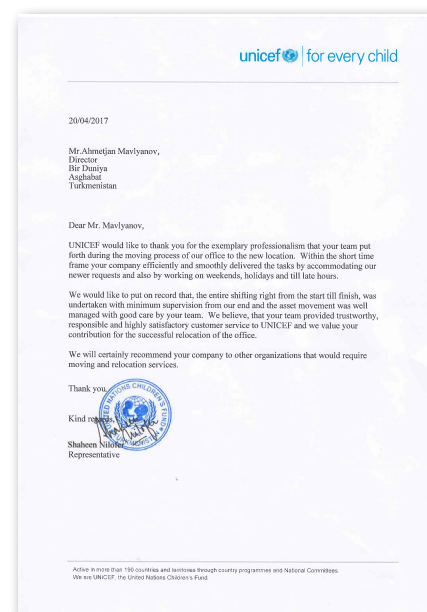 unicef for every child
20/04/2017
Mr.Ahmetjan Mavlyanov,
Director
Bir Duniya
Asghabat
Turkmenistan
Dear Mr. Mavlyanov,
UNICEF would like to thank you for the exemplary professionalism that your team put
forth during the moving process of our office to the new location. Within the short time
frame your company efficiently and smoothly delivered the tasks by accommodating our
newer requests and also by working on weekends, holidays and till late hours.
We would like to put on record that, the entire shifting right from the start till finish, was
undertaken with minimum supervision from our end and the asset movement was well
managed with good care by your team. We believe, that your team provided trustworthy,
responsible and highly satisfactory customer service to UNICEF and we value your
contribution for the successful relocation of the office.
We will certainly recommend your company to other organizations that would require
moving and relocation services.
Thank you,
UNITED NATIONS CHILDREN'S FUND
TURKMENISTAN
Kind regards,
Shaheen Nilofer
Representative
Active in more than 190 countries and territories through country programmes and National Committees.
We are UNICEF, the United Nations Children's Fund